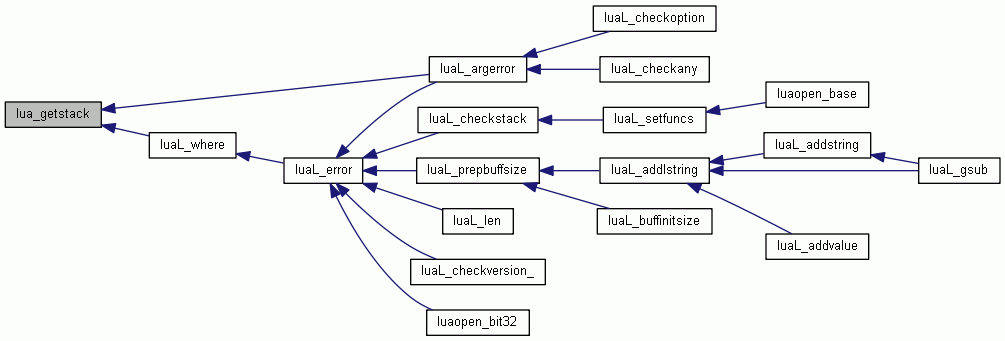 luaL_checkoption
luaL_argerror
luaL_checkany
luaopen_base
lua_getstack
luaL_checkstack
luaL_setfuncs
luaL_where
luaL_addstring
luaL_error
luaL_prepbuffsize
luaL_addlstring
luaL_gsub
luaL_len
luaL_buffinitsize
luaL_addvalue
luaL_checkversion_
luaopen_bit32